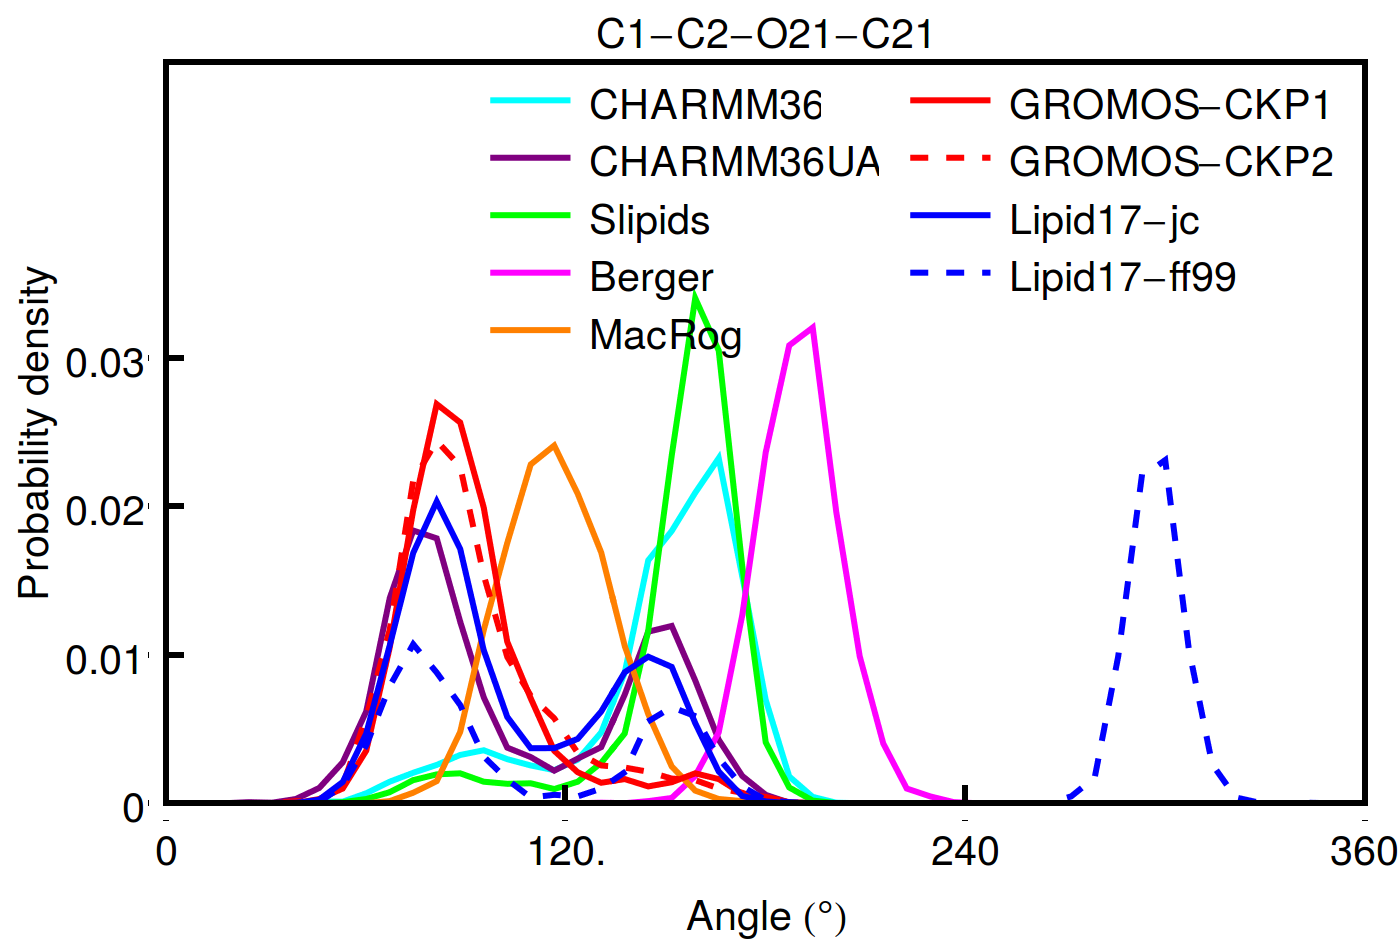 C1−C2−O21−C21
CHARMM36
GROMOS−CKP1
CHARMM36UA
GROMOS−CKP2
Slipids
Lipid17−jc
Berger
Lipid17−ff99
MacRog
Probability density
0.03
0.02
0.01
0
0
120.
240
360
Angle (°)